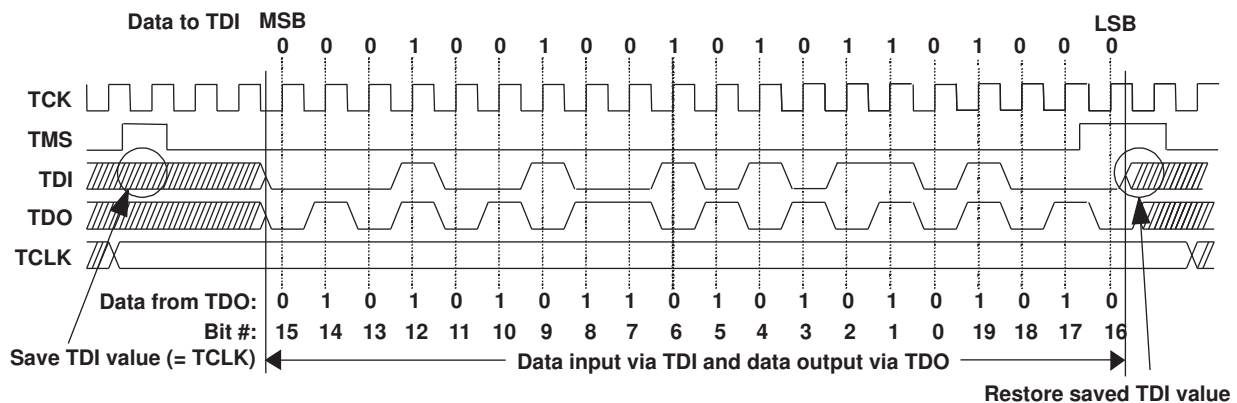 Data to TDI MSB LSB
0 0 0 1 0 0 1 0 0 1 0 1 0 1 1 0 1 0 0 0
TCK
TMS
TDI
TDO
TCLK
Data from TDO: 0 1 0 1 0 1 0 1 1 0 1 0 1 0 1 0 1 0 1 0
Bit #: 15 14 13 12 11 10 9 8 7 6 5 4 3 2 1 0 19 18 17 16
Save TDI value (= TCLK) Data input via TDI and data output via TDO
Restore saved TDI value